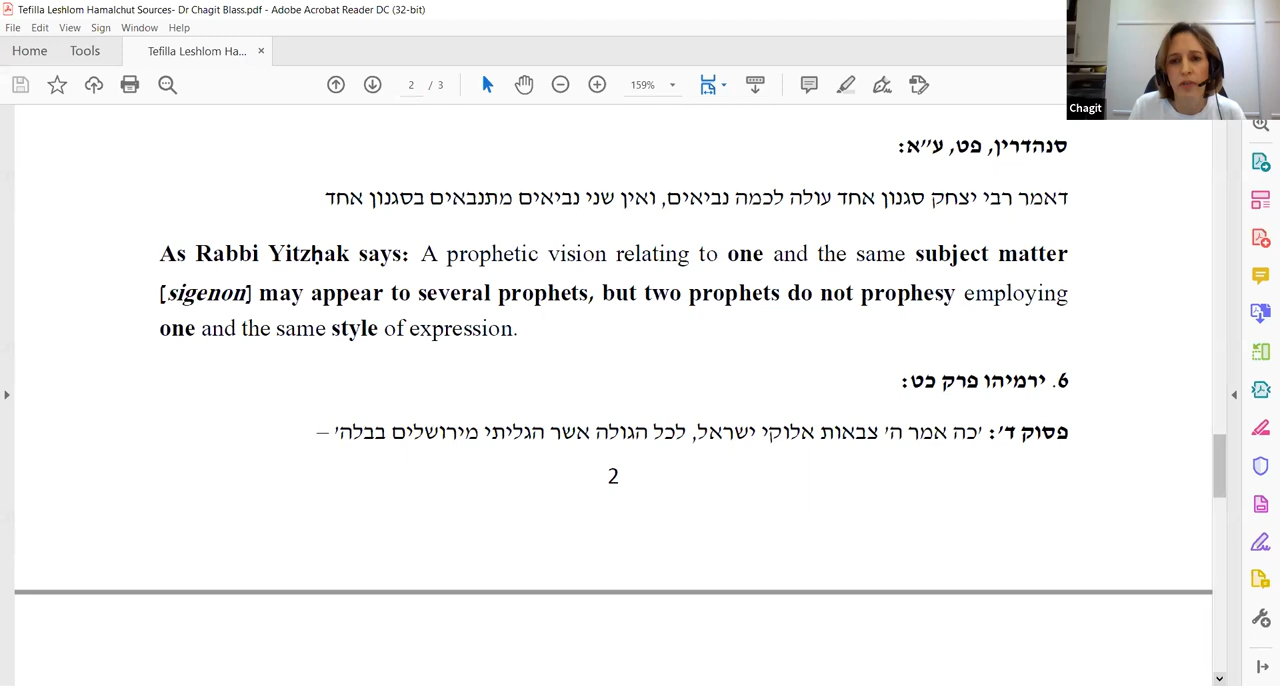 Tefilla Leshlom Hamalchut Sources- Dr Chagit Blass.pdf - Adobe Acrobat Reader DC (32-bit)
File Edit View Sign Window Help
Home Tools Tefilla Leshlom Ha... ×
2 / 3 159%
Chagit
סנהדרין, פט, ע״א:
דאמר רבי יצחק סגנון אחד עולה לכמה נביאים, ואין שני נביאים מתנבאים בסגנון אחד
As Rabbi Yitzḥak says: A prophetic vision relating to one and the same subject matter
[sigenon] may appear to several prophets, but two prophets do not prophesy employing
one and the same style of expression.
6. ירמיהו פרק כט:
פסוק ד׳: ׳כה אמר ה׳ צבאות אלוקי ישראל, לכל הגולה אשר הגליתי מירושלים בבלה׳ –
2